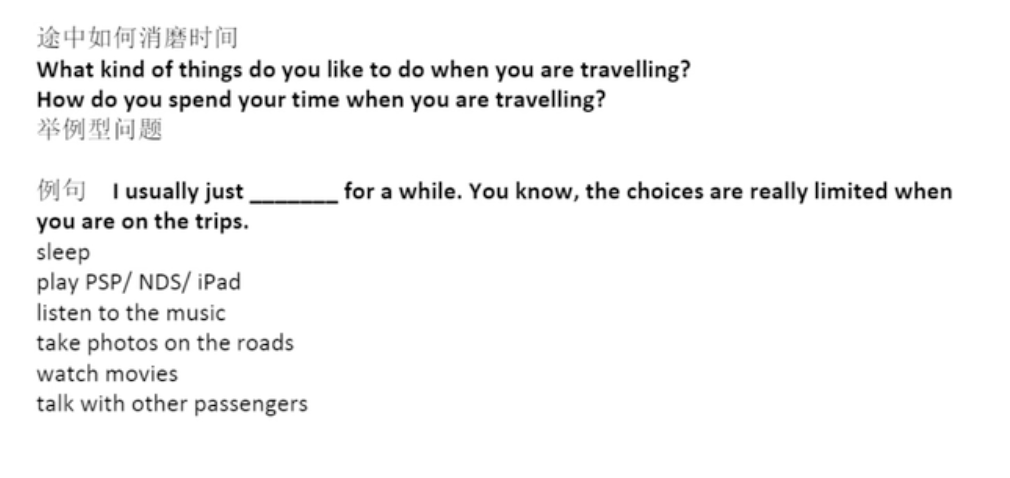 途中如何消磨时间
What kind of things do you like to do when you are travelling?
How do you spend your time when you are travelling?
举例型问题
例句 I usually just _______ for a while. You know, the choices are really limited when
you are on the trips.
sleep
play PSP/ NDS/ iPad
listen to the music
take photos on the roads
watch movies
talk with other passengers